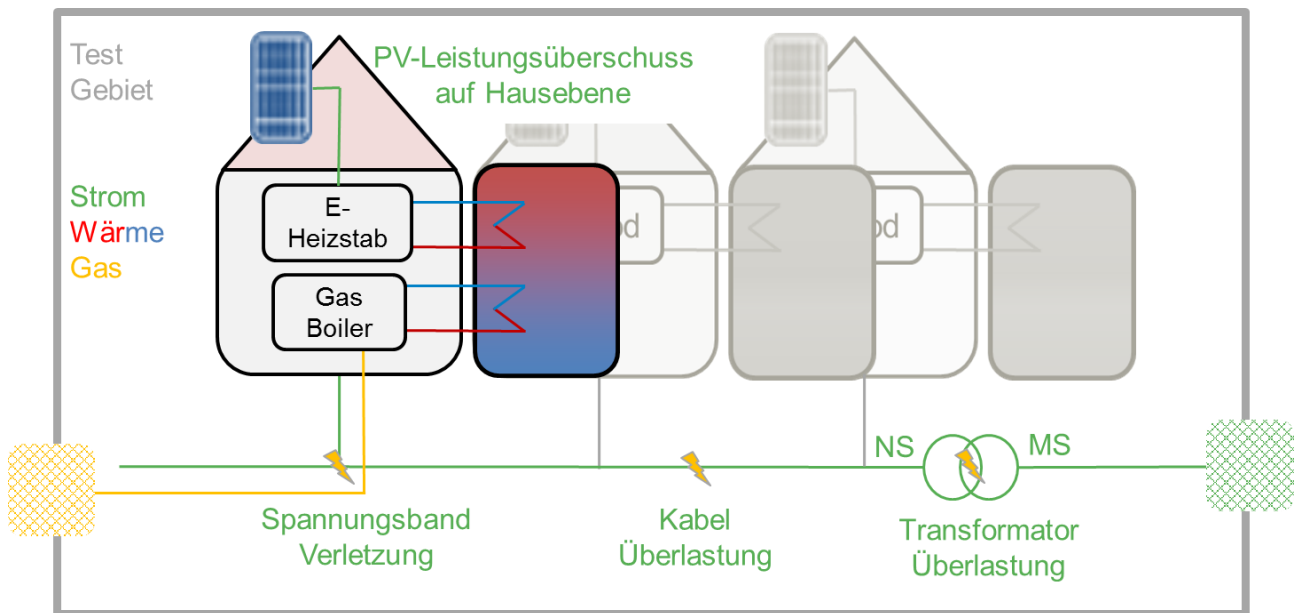 Test
Gebiet
PV-Leistungsüberschuss
auf Hausebene
Strom
Wärme
Gas
E-
Heizstab
Gas
Boiler
NS
MS
Spannungsband
Verletzung
Kabel
Überlastung
Transformator
Überlastung